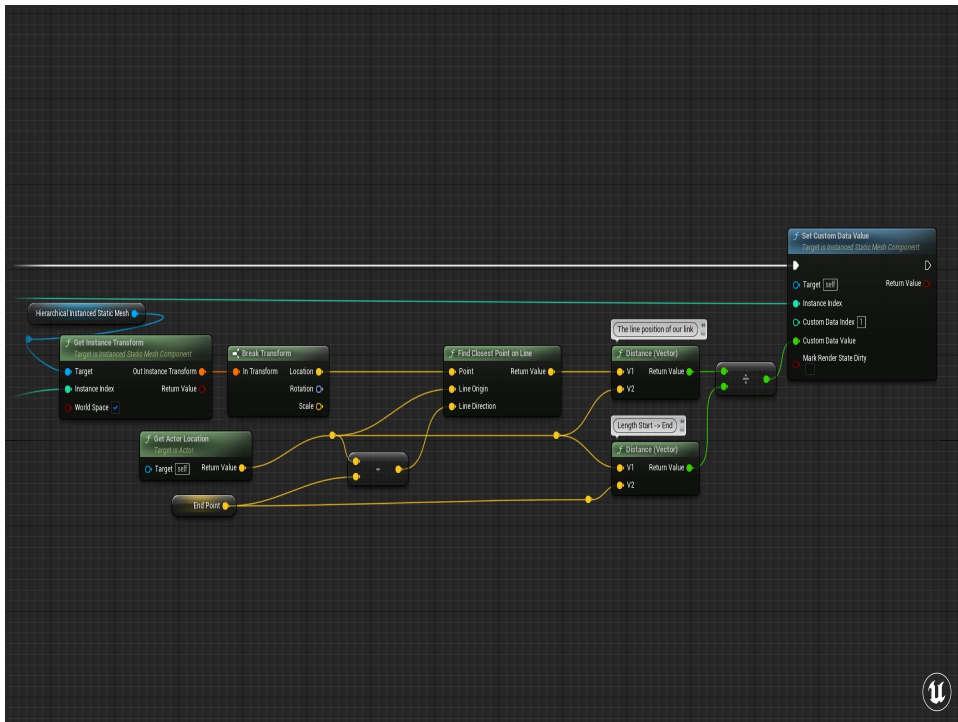 Set Custom Data Value
Target is Instanced Static Mesh Component
Target self
Return Value
Instance Index
Custom Data Index 1
Custom Data Value
Mark Render State Dirty
Hierarchical Instanced Static Mesh
Get Instance Transform
Target is Instanced Static Mesh Component
Target
Out Instance Transform
Instance Index
Return Value
World Space
Break Transform
In Transform
Location
Rotation
Scale
Find Closest Point on Line
Point
Return Value
Line Origin
Line Direction
The line position of our link
Distance (Vector)
V1
Return Value
V2
÷
Get Actor Location
Target is Actor
Target self
Return Value
-
End Point
Length Start -> End
Distance (Vector)
V1
Return Value
V2